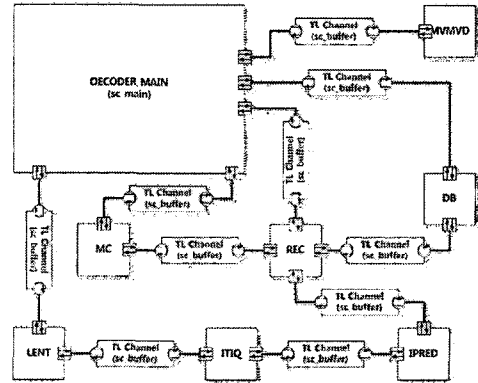 TL Channel
(sc_buffer)
MVMVD
DECODER MAIN
(sc_main)
TL Channel
(sc_buffer)
TL Channel
(sc_buffer)
DB
TL Channel
(sc_buffer)
TL Channel
(sc_buffer)
MC
TL Channel
(sc_buffer)
REC
TL Channel
(sc_buffer)
TL Channel
(sc_buffer)
LENT
TL Channel
(sc_buffer)
ITIQ
TL Channel
(sc_buffer)
IPRED